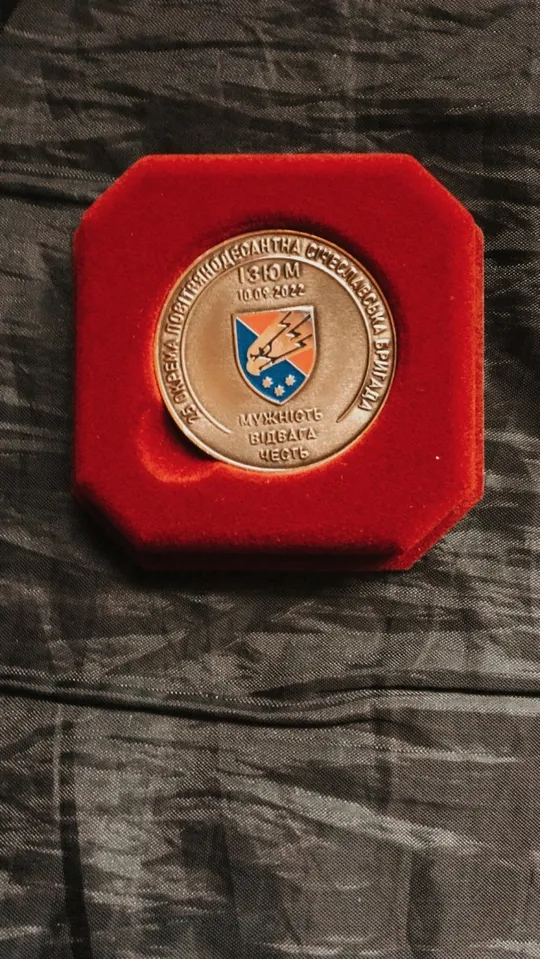 25 ОКРЕМА ПОВІТРЯНОДЕСАНТНА СІЧЕСЛАВСЬКА БРИГАДА
ІЗЮМ
10.09.2022
МУЖНІСТЬ
ВІДВАГА
ЧЕСТЬ